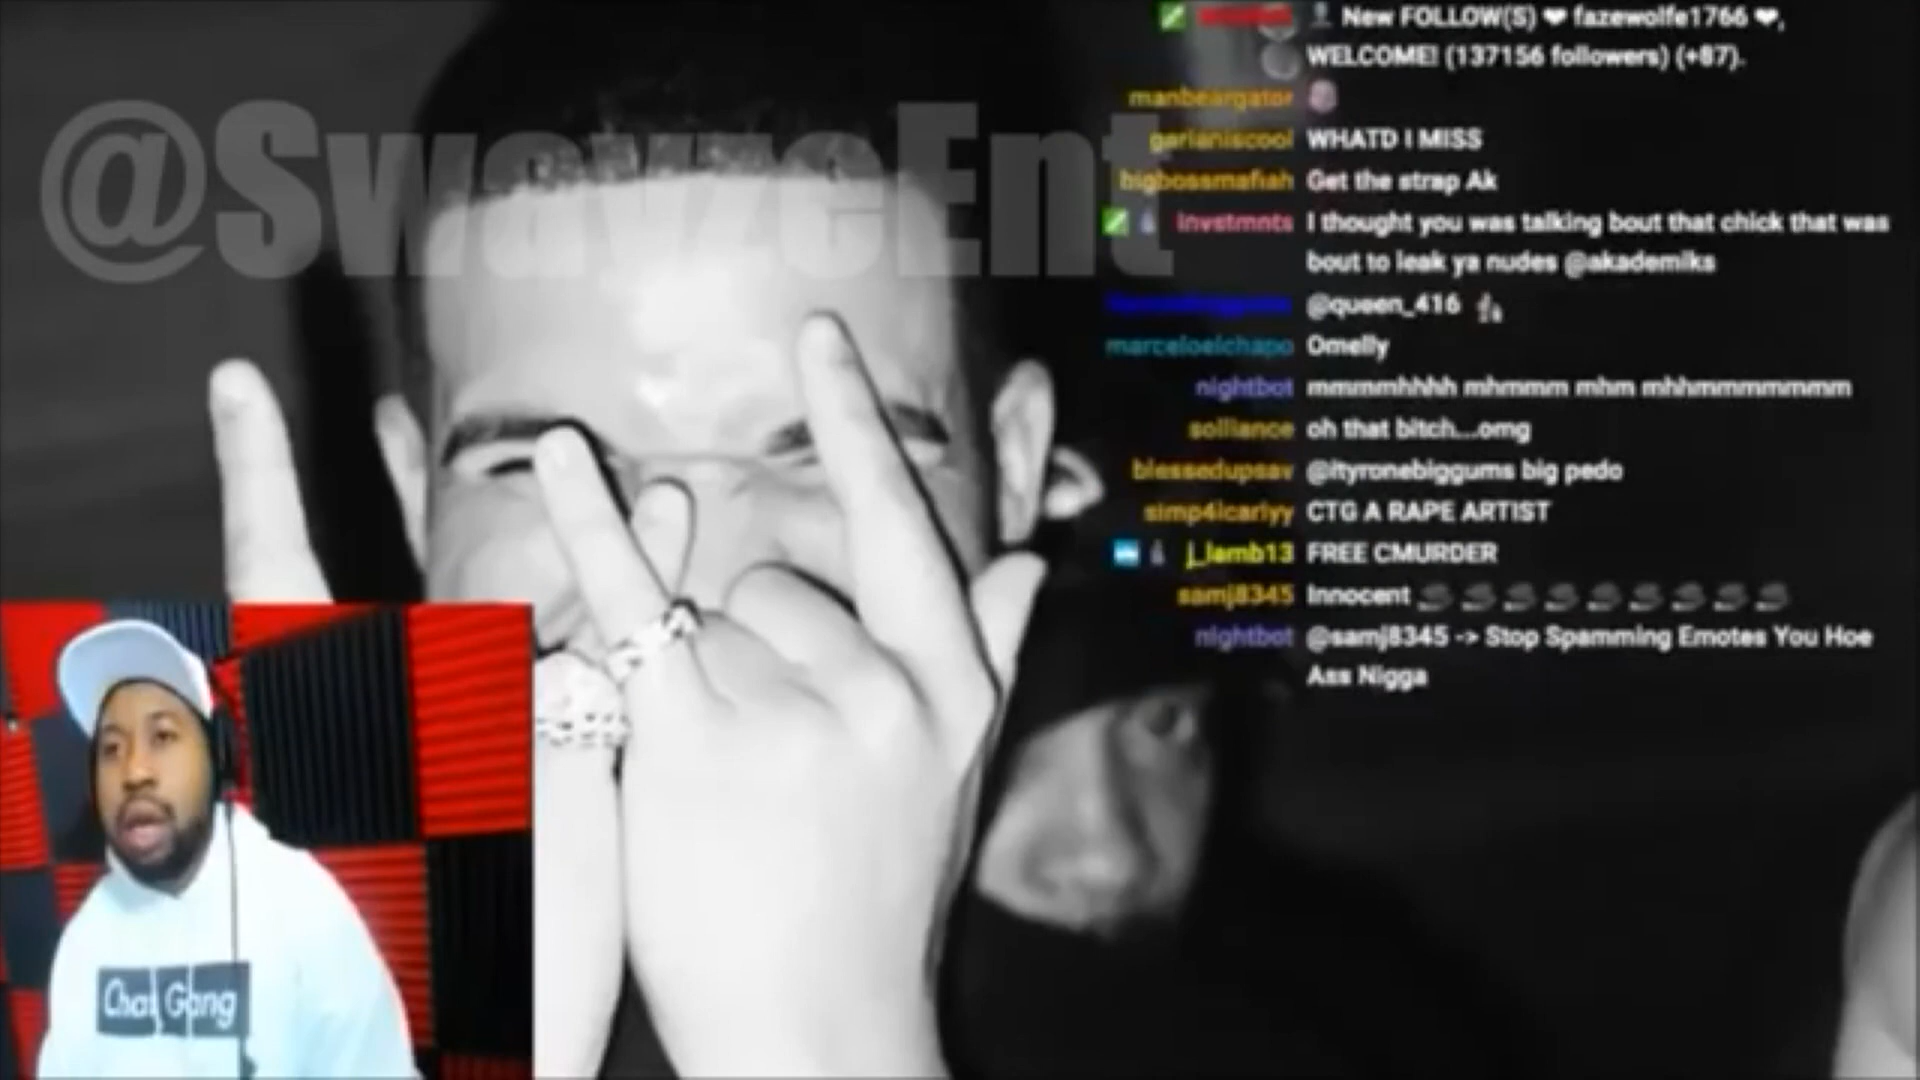 New FOLLOW(S) ❤ fazewolfe1766 ❤,
WELCOME! (137156 followers) (+87).
@SwayzeEnt
manbeargator
garianiscool WHATD I MISS
bigbossmafiah Get the strap Ak
invstmnts I thought you was talking bout that chick that was
bout to leak ya nudes @akademiks
@queen_416
marceloelchapo Omelly
nightbot mmmmhhhh mhmmm mhm mhhmmmmmmm
solliance oh that bitch...omg
blessedupsav @ityronebiggums big pedo
simp4icarlyy CTG A RAPE ARTIST
j_lamb13 FREE CMURDER
samj8345 Innocent
nightbot @samj8345 -> Stop Spamming Emotes You Hoe
Ass Nigga
Chat Gang